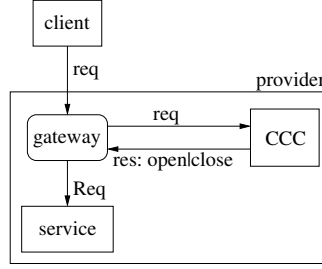 client
req
provider
gateway
req
CCC
res: open|close
Req
service